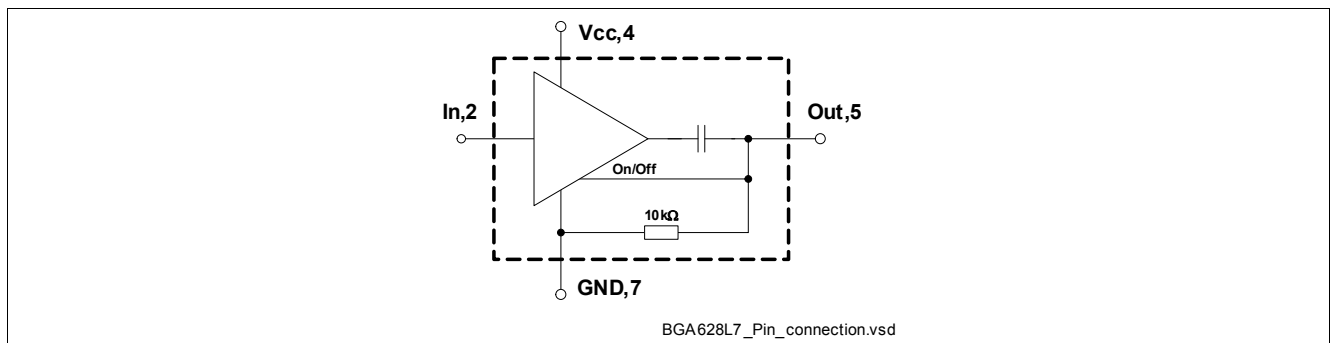 Vcc,4
In,2
Out,5
On/Off
10kΩ
GND,7
BGA628L7_Pin_connection.vsd